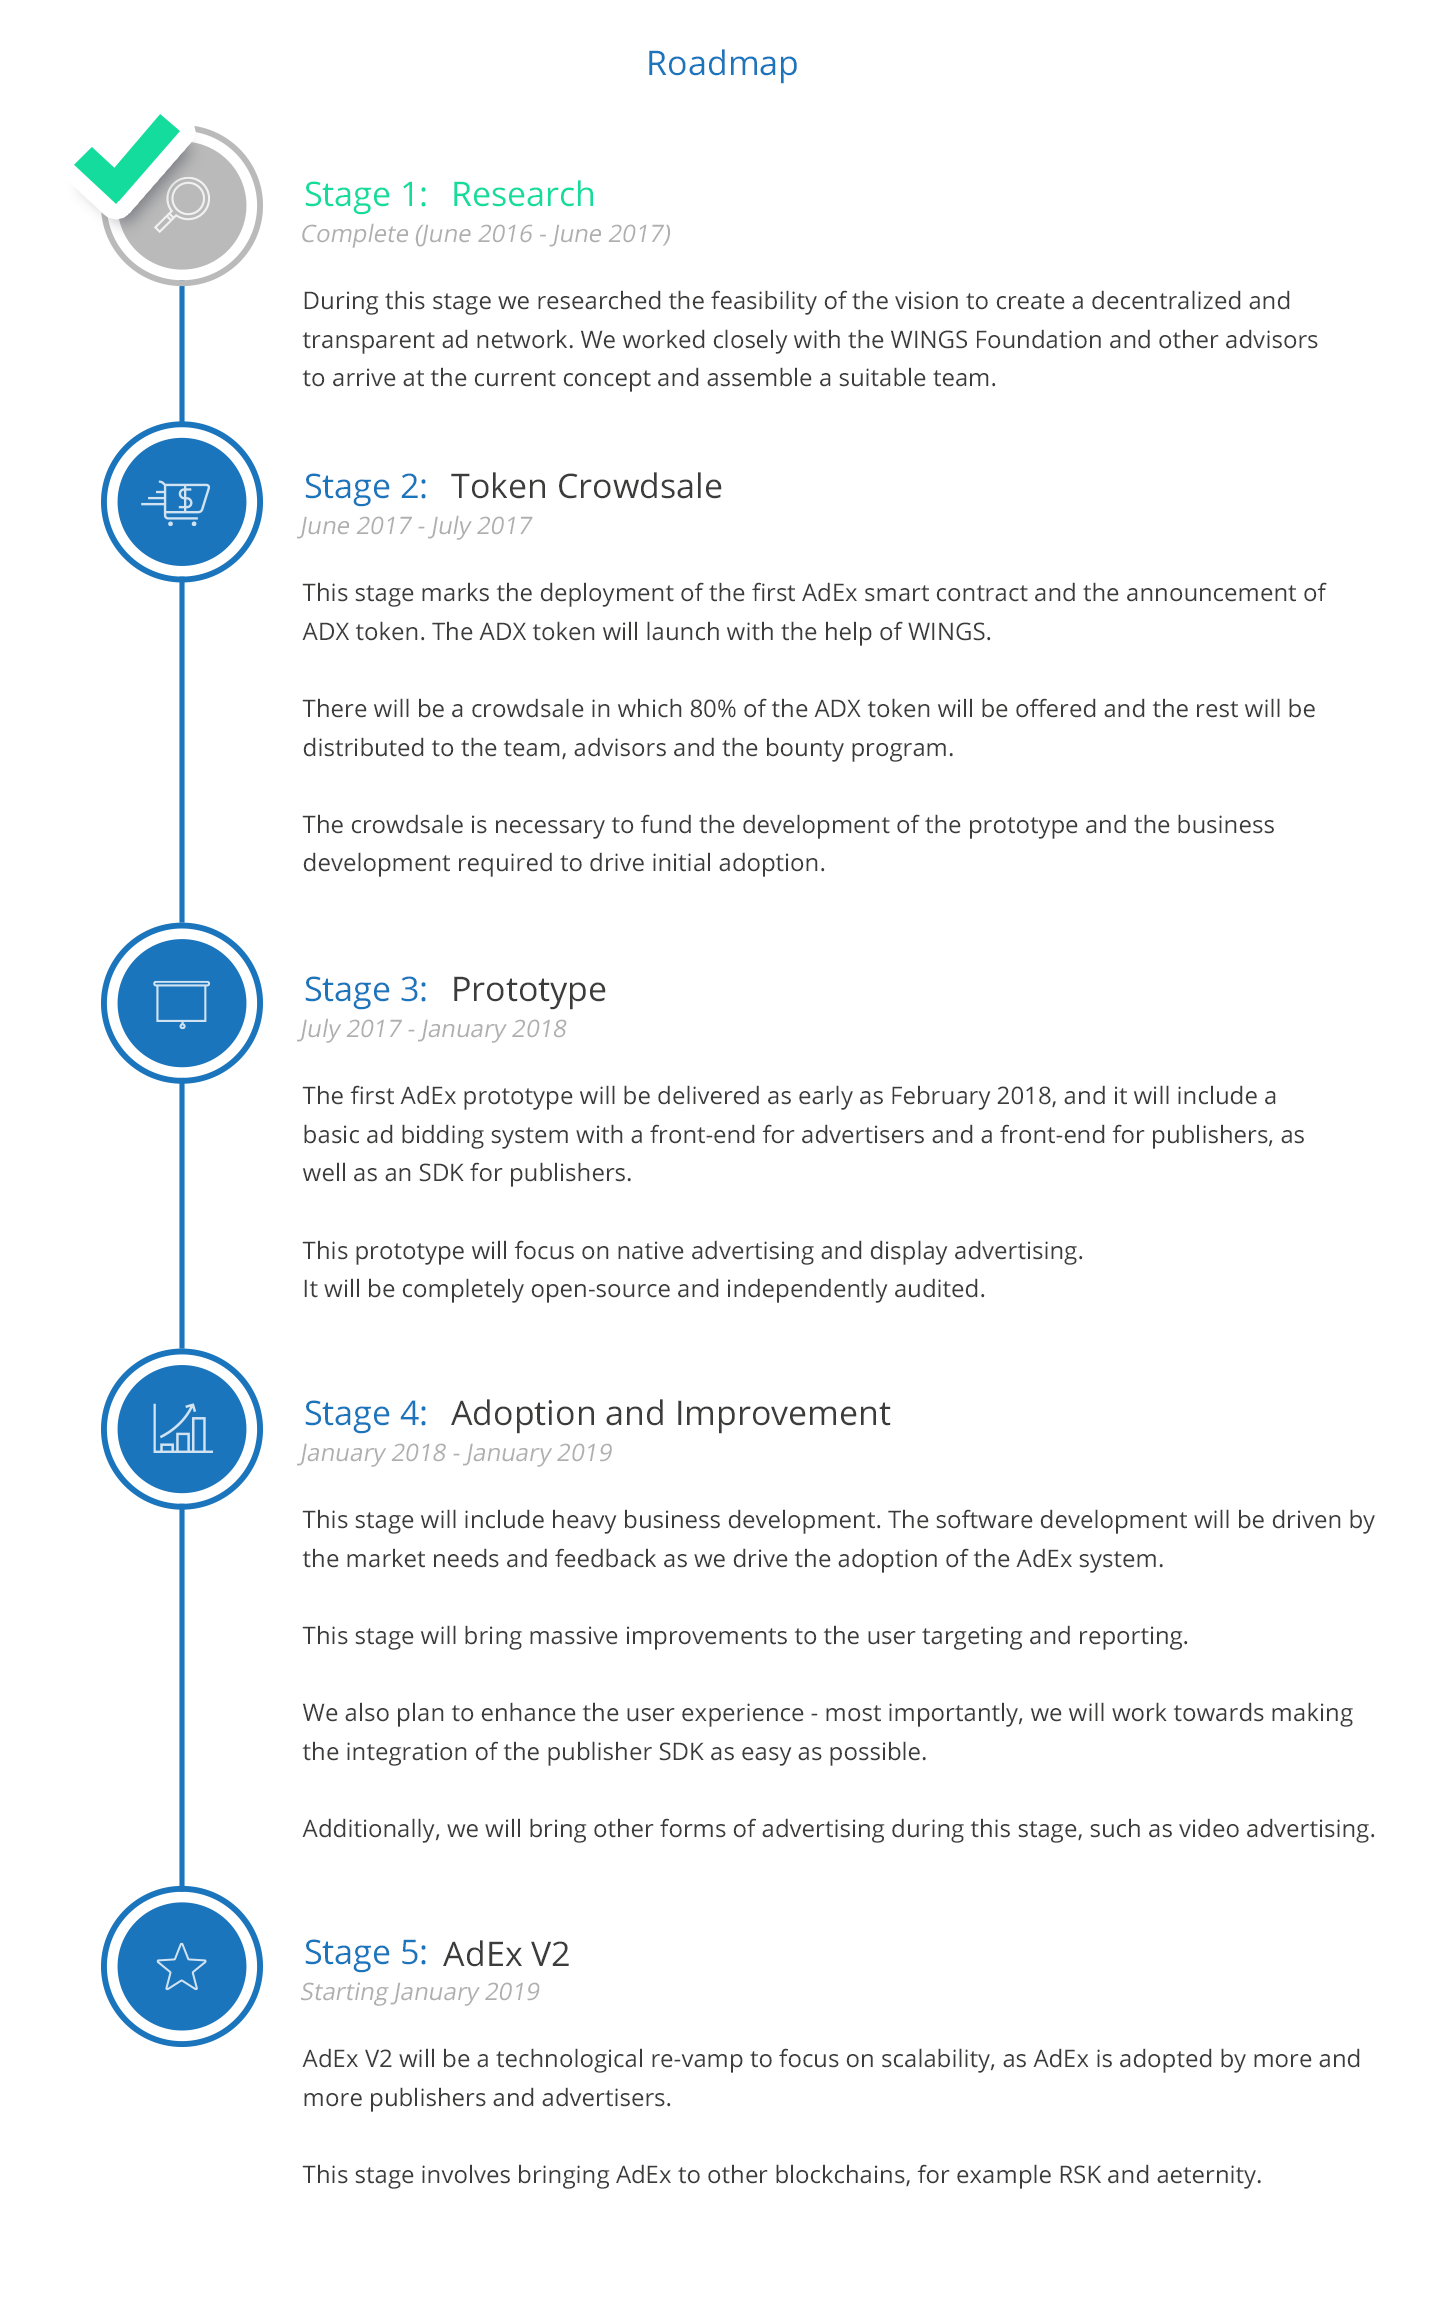 Roadmap
Stage 1: Research
Complete (June 2016 - June 2017)
During this stage we researched the feasibility of the vision to create a decentralized and
transparent ad network. We worked closely with the WINGS Foundation and other advisors
to arrive at the current concept and assemble a suitable team.
$
Stage 2: Token Crowdsale
June 2017 - July 2017
This stage marks the deployment of the first AdEx smart contract and the announcement of
ADX token. The ADX token will launch with the help of WINGS.
There will be a crowdsale in which 80% of the ADX token will be offered and the rest will be
distributed to the team, advisors and the bounty program.
The crowdsale is necessary to fund the development of the prototype and the business
development required to drive initial adoption.
Stage 3: Prototype
July 2017 - January 2018
The first AdEx prototype will be delivered as early as February 2018, and it will include a
basic ad bidding system with a front-end for advertisers and a front-end for publishers, as
well as an SDK for publishers.
This prototype will focus on native advertising and display advertising.
It will be completely open-source and independently audited.
Stage 4: Adoption and Improvement
January 2018 - January 2019
This stage will include heavy business development. The software development will be driven by
the market needs and feedback as we drive the adoption of the AdEx system.
This stage will bring massive improvements to the user targeting and reporting.
We also plan to enhance the user experience - most importantly, we will work towards making
the integration of the publisher SDK as easy as possible.
Additionally, we will bring other forms of advertising during this stage, such as video advertising.
Stage 5: AdEx V2
Starting January 2019
AdEx V2 will be a technological re-vamp to focus on scalability, as AdEx is adopted by more and
more publishers and advertisers.
This stage involves bringing AdEx to other blockchains, for example RSK and aeternity.